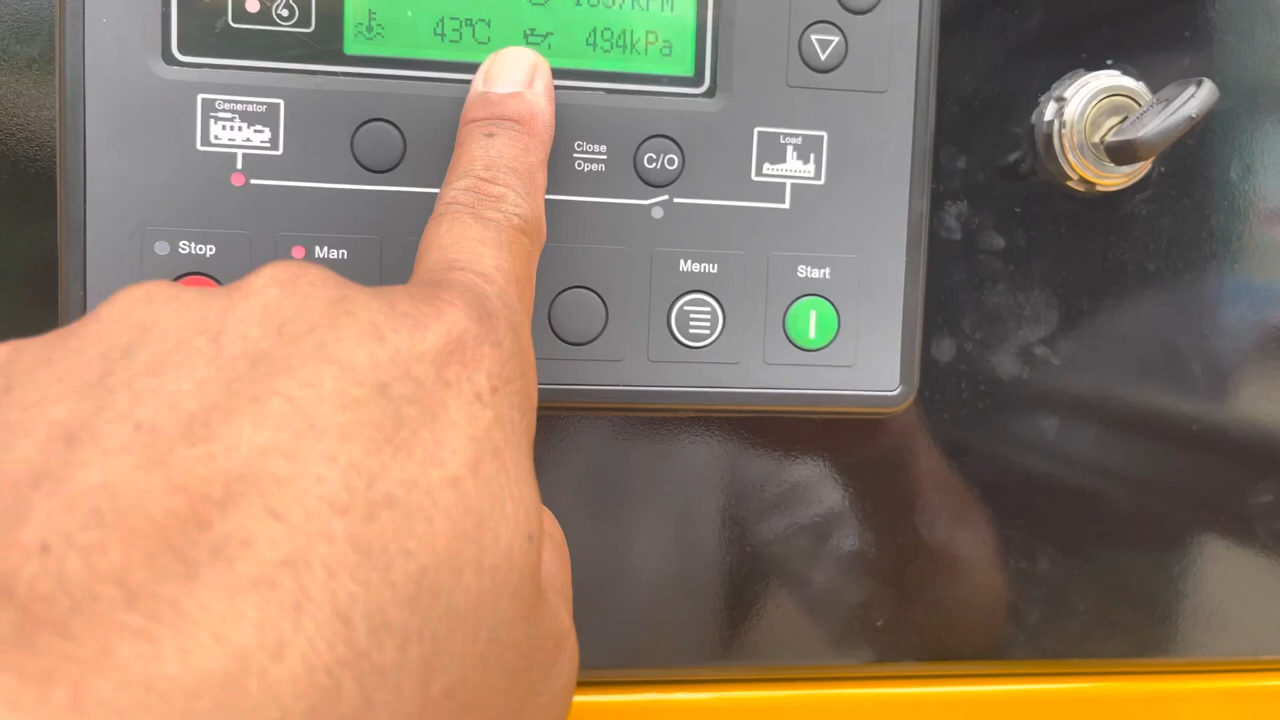 43℃ 494kPa
Generator
Close
Open
C/O
Load
Stop
Man
Menu
Start